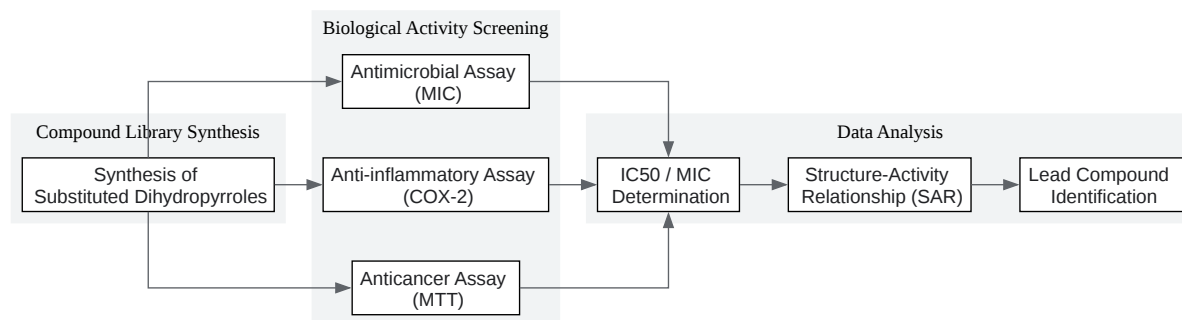 Biological Activity Screening
Antimicrobial Assay
(MIC)
Compound Library Synthesis
Synthesis of
Substituted Dihydropyrroles
Anti-inflammatory Assay
(COX-2)
Anticancer Assay
(MTT)
Data Analysis
IC50 / MIC
Determination
Structure-Activity
Relationship (SAR)
Lead Compound
Identification